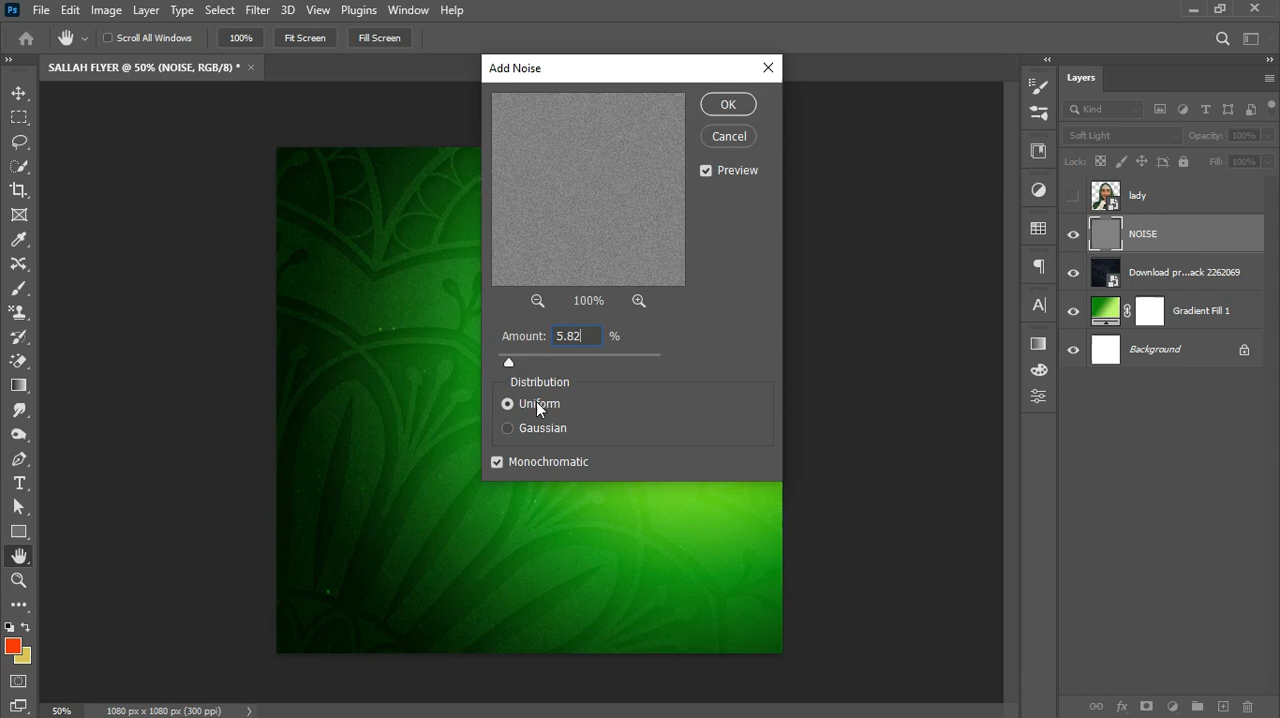 Ps File Edit Image Layer Type Select Filter 3D View Plugins Window Help
Scroll All Windows 100% Fit Screen Fill Screen
SALLAH FLYER @ 50% (NOISE, RGB/8) *
Add Noise
OK
Cancel
Preview
100%
Amount: 5.82 %
Distribution
Uniform
Gaussian
Monochromatic
Layers
Kind
Soft Light Opacity: 100%
Lock: Fill: 100%
lady
NOISE
Download pr...ack 2262069
Gradient Fill 1
Background
50% 1080 px x 1080 px (300 ppi)